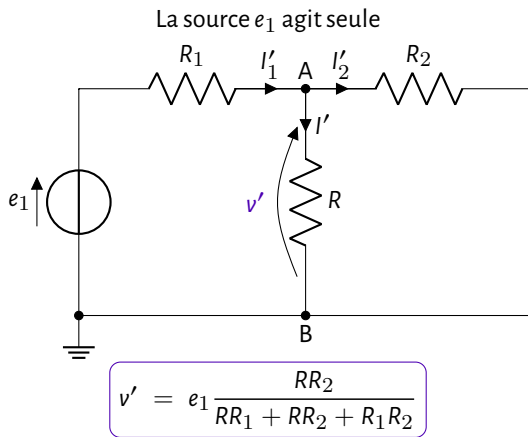 La source e₁ agit seule
R₁ I′₁ A I′₂ R₂
I′
e₁ v′ R
B
v′ = e₁ RR₂ / (RR₁ + RR₂ + R₁R₂)